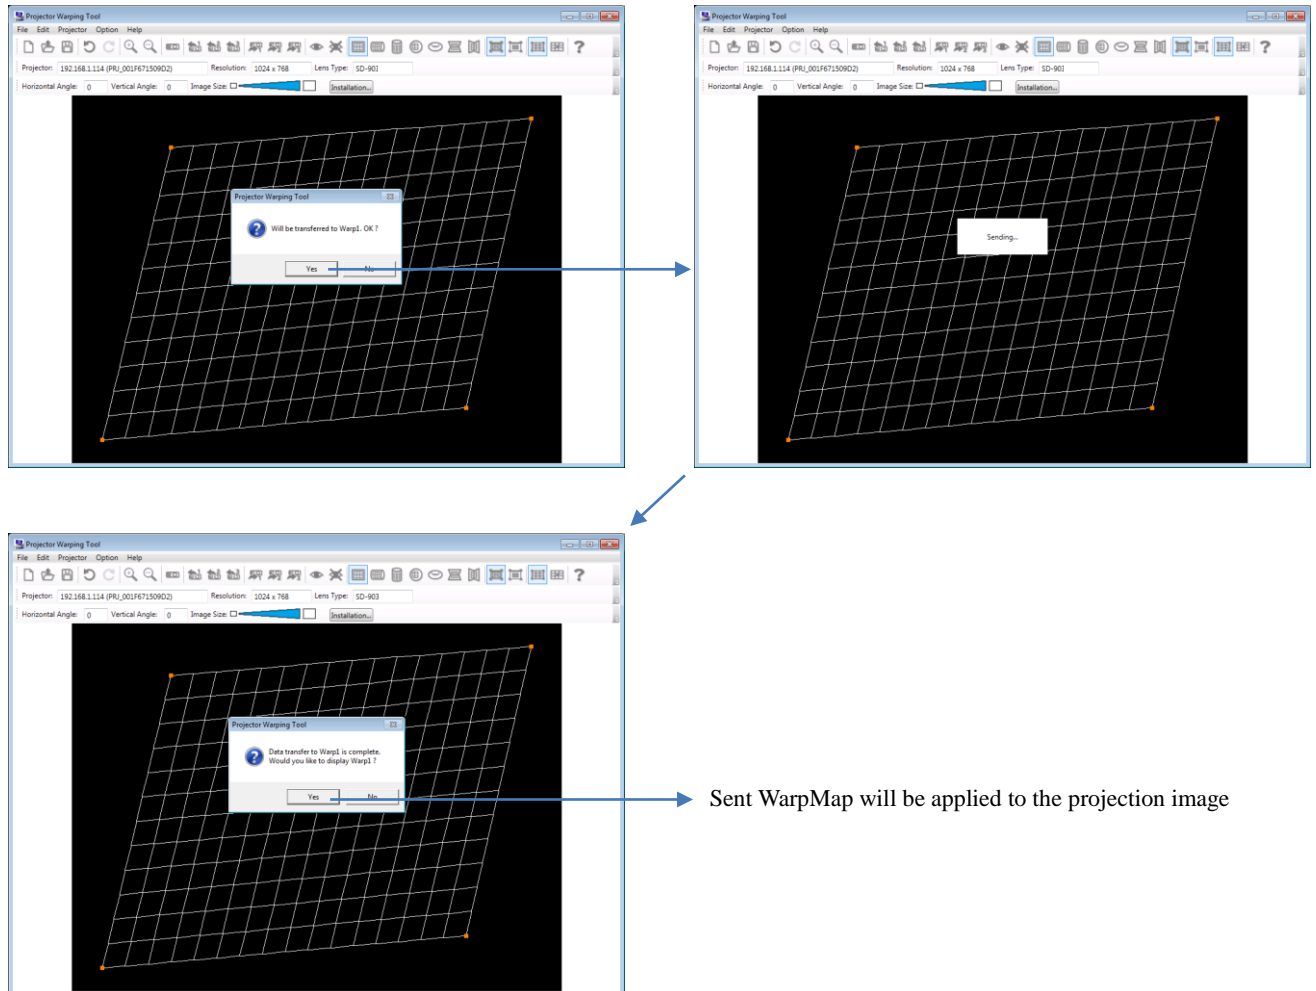 Projector Warping Tool
File Edit Projector Option Help
Projector: 192.168.1.114 (PRJ_001F671509D2) Resolution: 1024 x 768 Lens Type: SD-903
Horizontal Angle: 0 Vertical Angle: 0 Image Size: Installation...
Projector Warping Tool
Will be transferred to Warp1. OK ?
Yes No
Projector Warping Tool
File Edit Projector Option Help
Projector: 192.168.1.114 (PRJ_001F671509D2) Resolution: 1024 x 768 Lens Type: SD-903
Horizontal Angle: 0 Vertical Angle: 0 Image Size: Installation...
Sending...
Projector Warping Tool
File Edit Projector Option Help
Projector: 192.168.1.114 (PRJ_001F671509D2) Resolution: 1024 x 768 Lens Type: SD-903
Horizontal Angle: 0 Vertical Angle: 0 Image Size: Installation...
Projector Warping Tool
Data transfer to Warp1 is complete.
Would you like to display Warp1 ?
Yes No
Sent WarpMap will be applied to the projection image